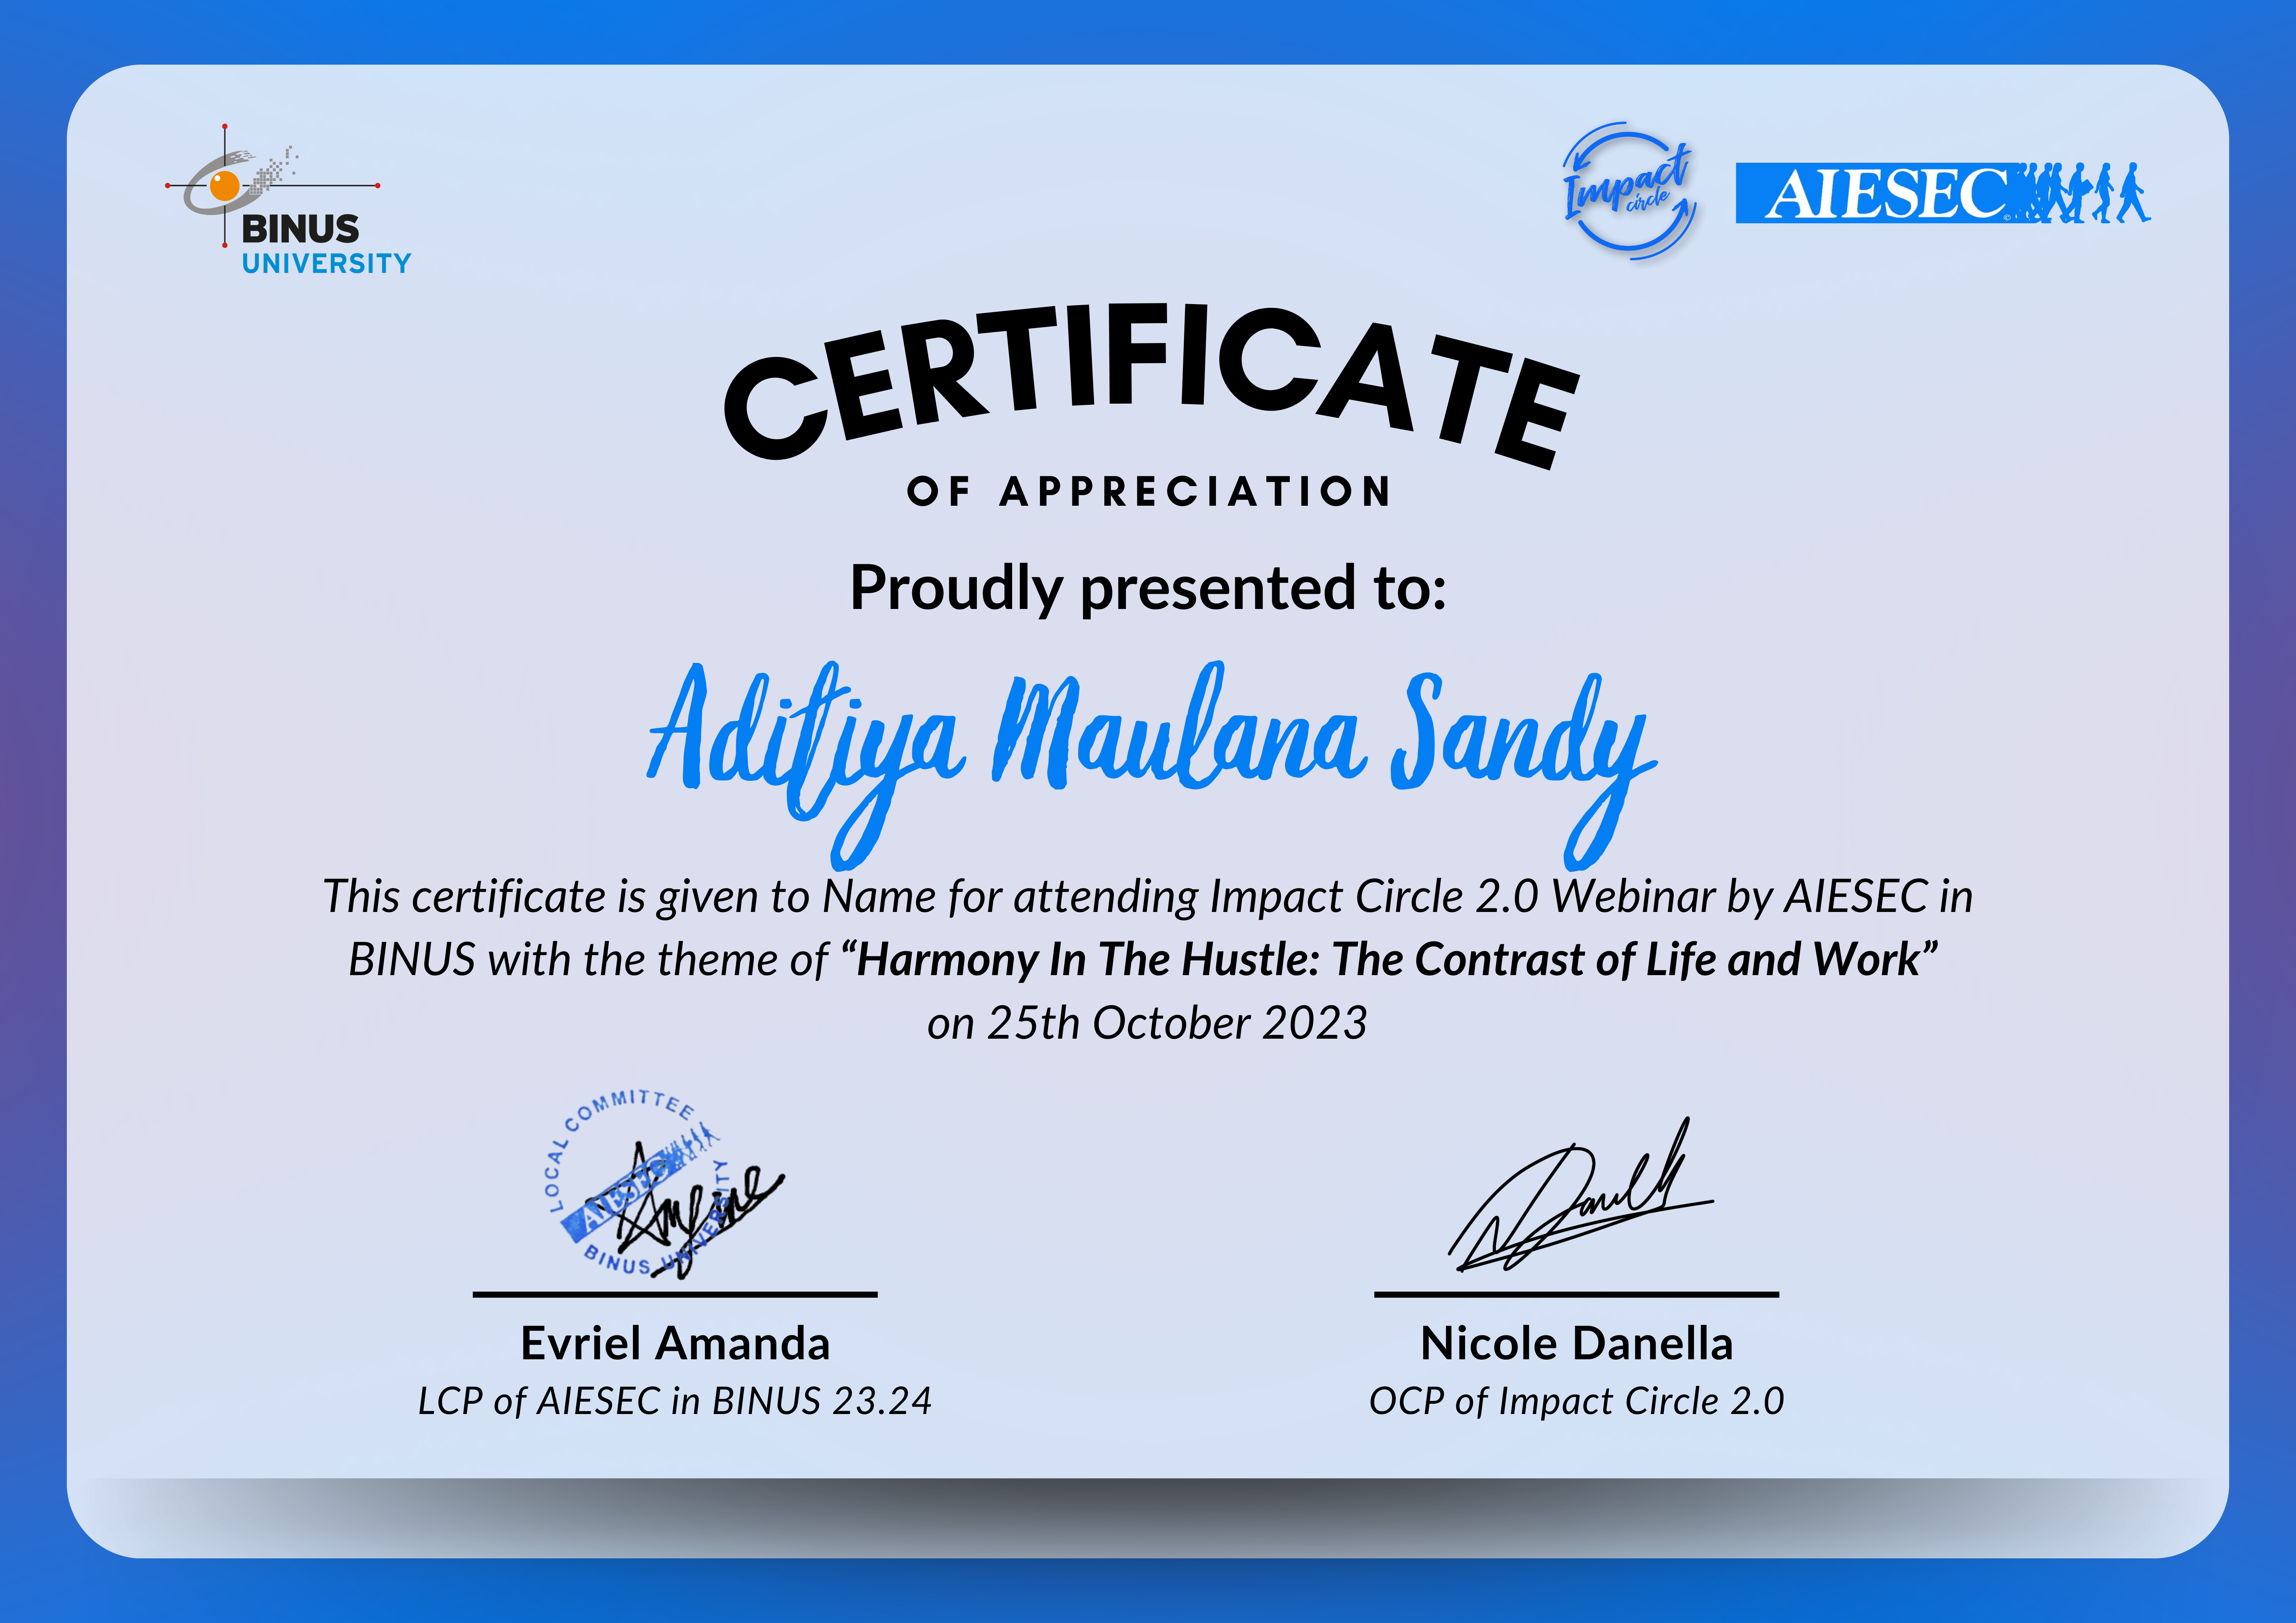 BINUS
UNIVERSITY
Impact
circle
AIESEC
CERTIFICATE
OF APPRECIATION
Proudly presented to:
Aditiya Maulana Sandy
This certificate is given to Name for attending Impact Circle 2.0 Webinar by AIESEC in
BINUS with the theme of “Harmony In The Hustle: The Contrast of Life and Work”
on 25th October 2023
LOCAL COMMITTEE
AIESEC
BINUS UNIVERSITY
Evriel Amanda
LCP of AIESEC in BINUS 23.24
Nicole Danella
OCP of Impact Circle 2.0